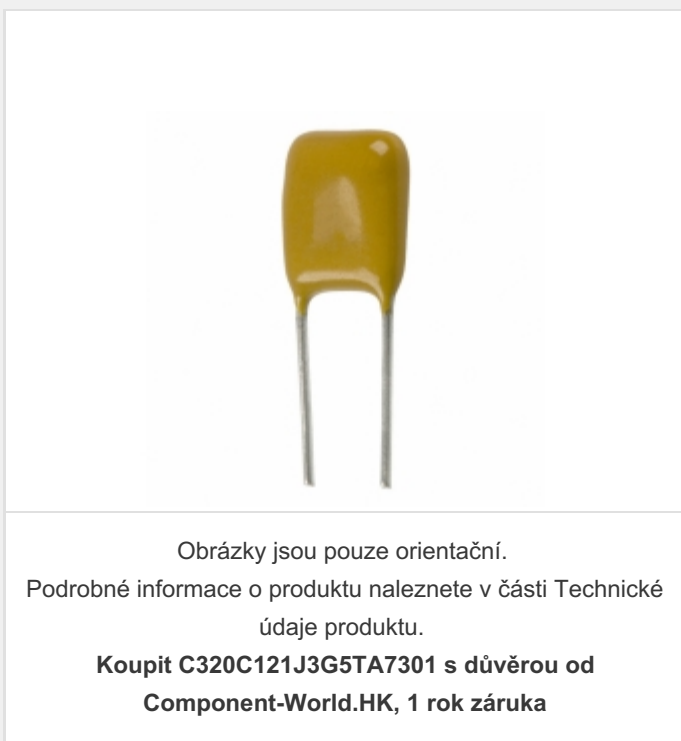 Obrázky jsou pouze orientační.
Podrobné informace o produktu naleznete v části Technické
údaje produktu.
Koupit C320C121J3G5TA7301 s důvěrou od
Component-World.HK, 1 rok záruka